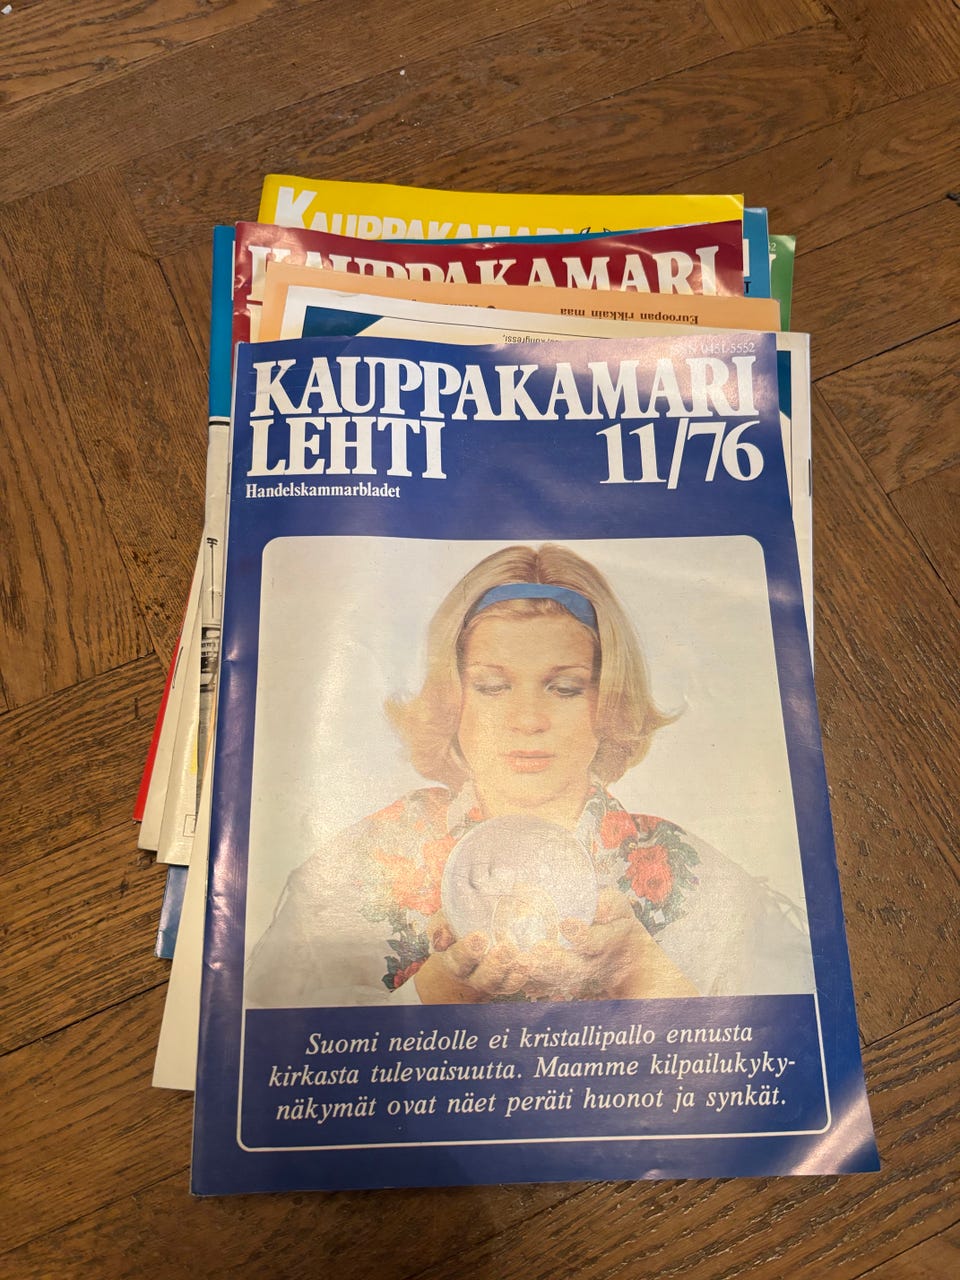 KAUPPAKAMARI
KAUPPAKAMARI
Euroopan rikkain maa
ISSN 0451-5552
KAUPPAKAMARI
LEHTI 11/76
Handelskammarbladet
Suomi neidolle ei kristallipallo ennusta
kirkasta tulevaisuutta. Maamme kilpailukyky-
näkymät ovat näet peräti huonot ja synkät.